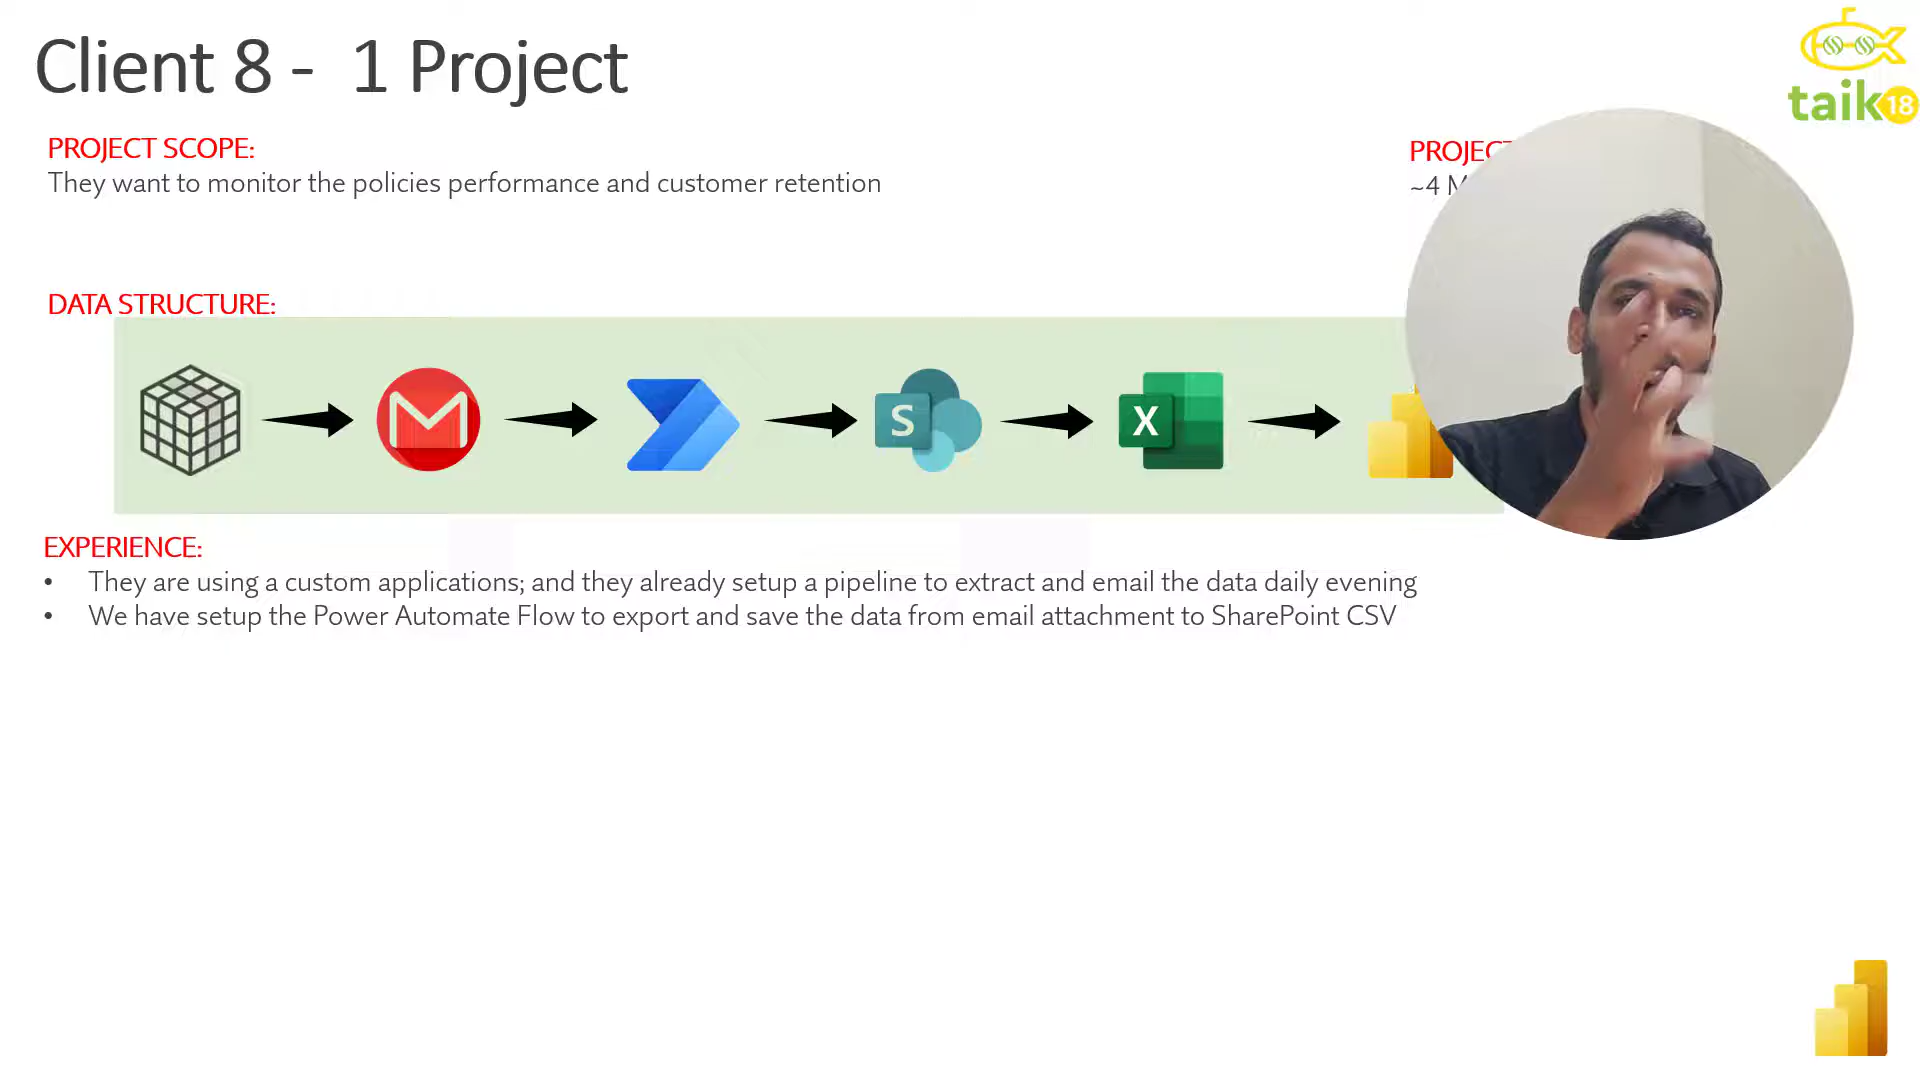 Client 8 - 1 Project
taik18
PROJECT SCOPE:
They want to monitor the policies performance and customer retention
~4
DATA STRUCTURE:
S
X
EXPERIENCE:
• They are using a custom applications; and they already setup a pipeline to extract and email the data daily evening
• We have setup the Power Automate Flow to export and save the data from email attachment to SharePoint CSV